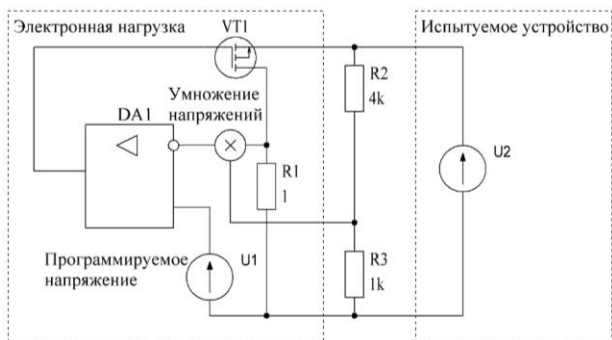 Электронная нагрузка
VT1
Испытуемое устройство
Умножение
напряжений
DA1
R2
4k
R1
1
U2
Программируемое
напряжение
U1
R3
1k